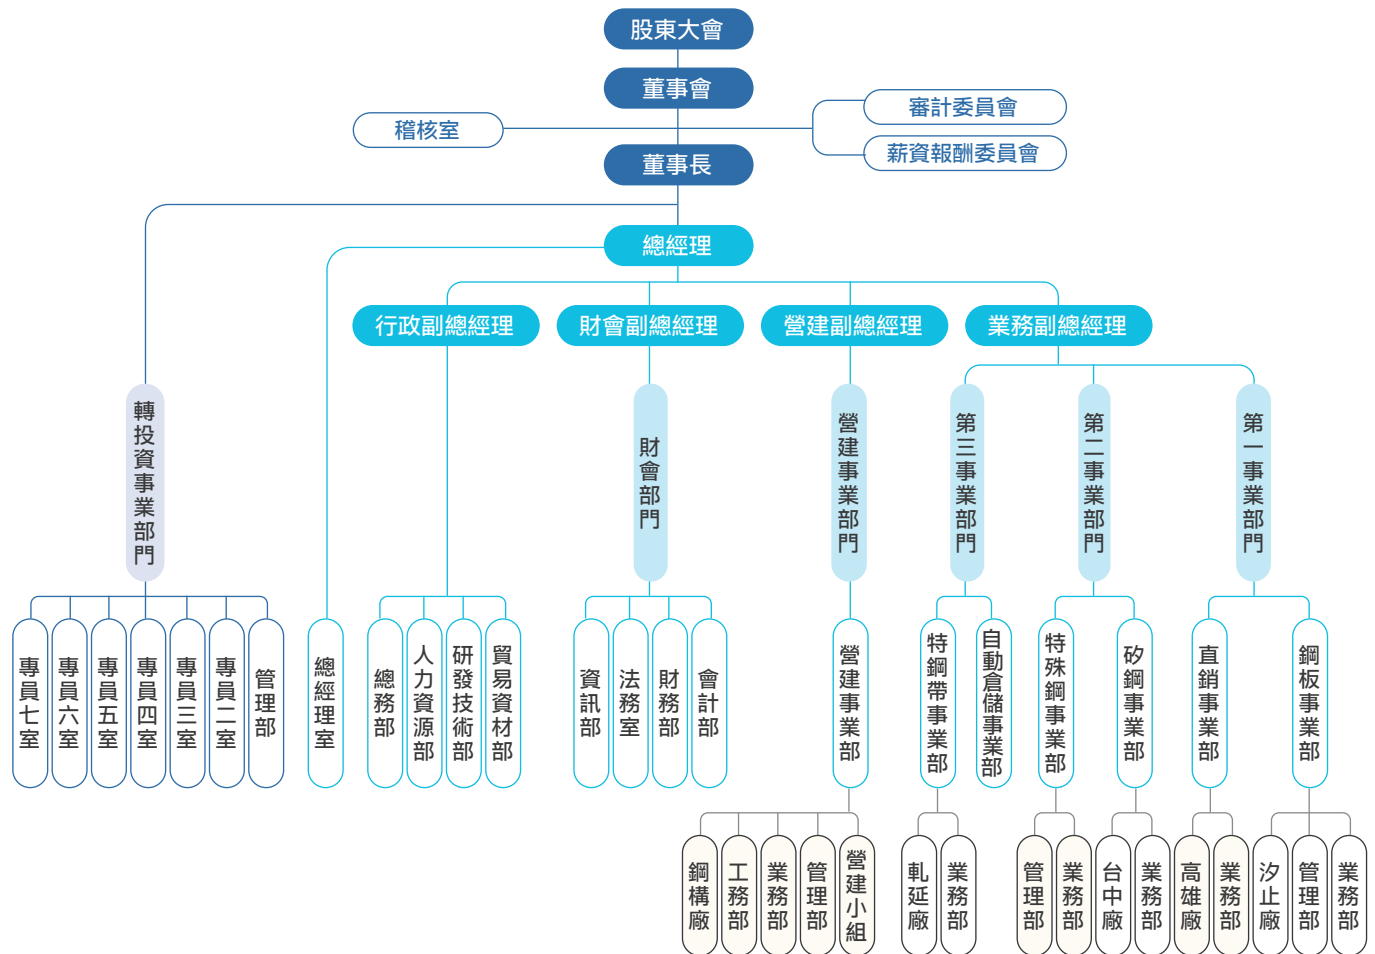 股東大會
董事會
審計委員會
稽核室
薪資報酬委員會
董事長
總經理
行政副總經理
財會副總經理
營建副總經理
業務副總經理
轉投資事業部門
財會部門
營建事業部門
第三事業部門
第二事業部門
第一事業部門
專員七室
專員六室
專員五室
專員四室
專員三室
專員二室
管理部
總經理室
總務部
人力資源部
研發技術部
貿易資材部
資訊部
法務室
財務部
會計部
營建事業部
特鋼帶事業部
自動倉儲事業部
特殊鋼事業部
矽鋼事業部
直銷事業部
鋼板事業部
鋼構廠
工務部
業務部
管理部
營建小組
軋延廠
業務部
管理部
業務部
台中廠
業務部
高雄廠
業務部
汐止廠
管理部
業務部